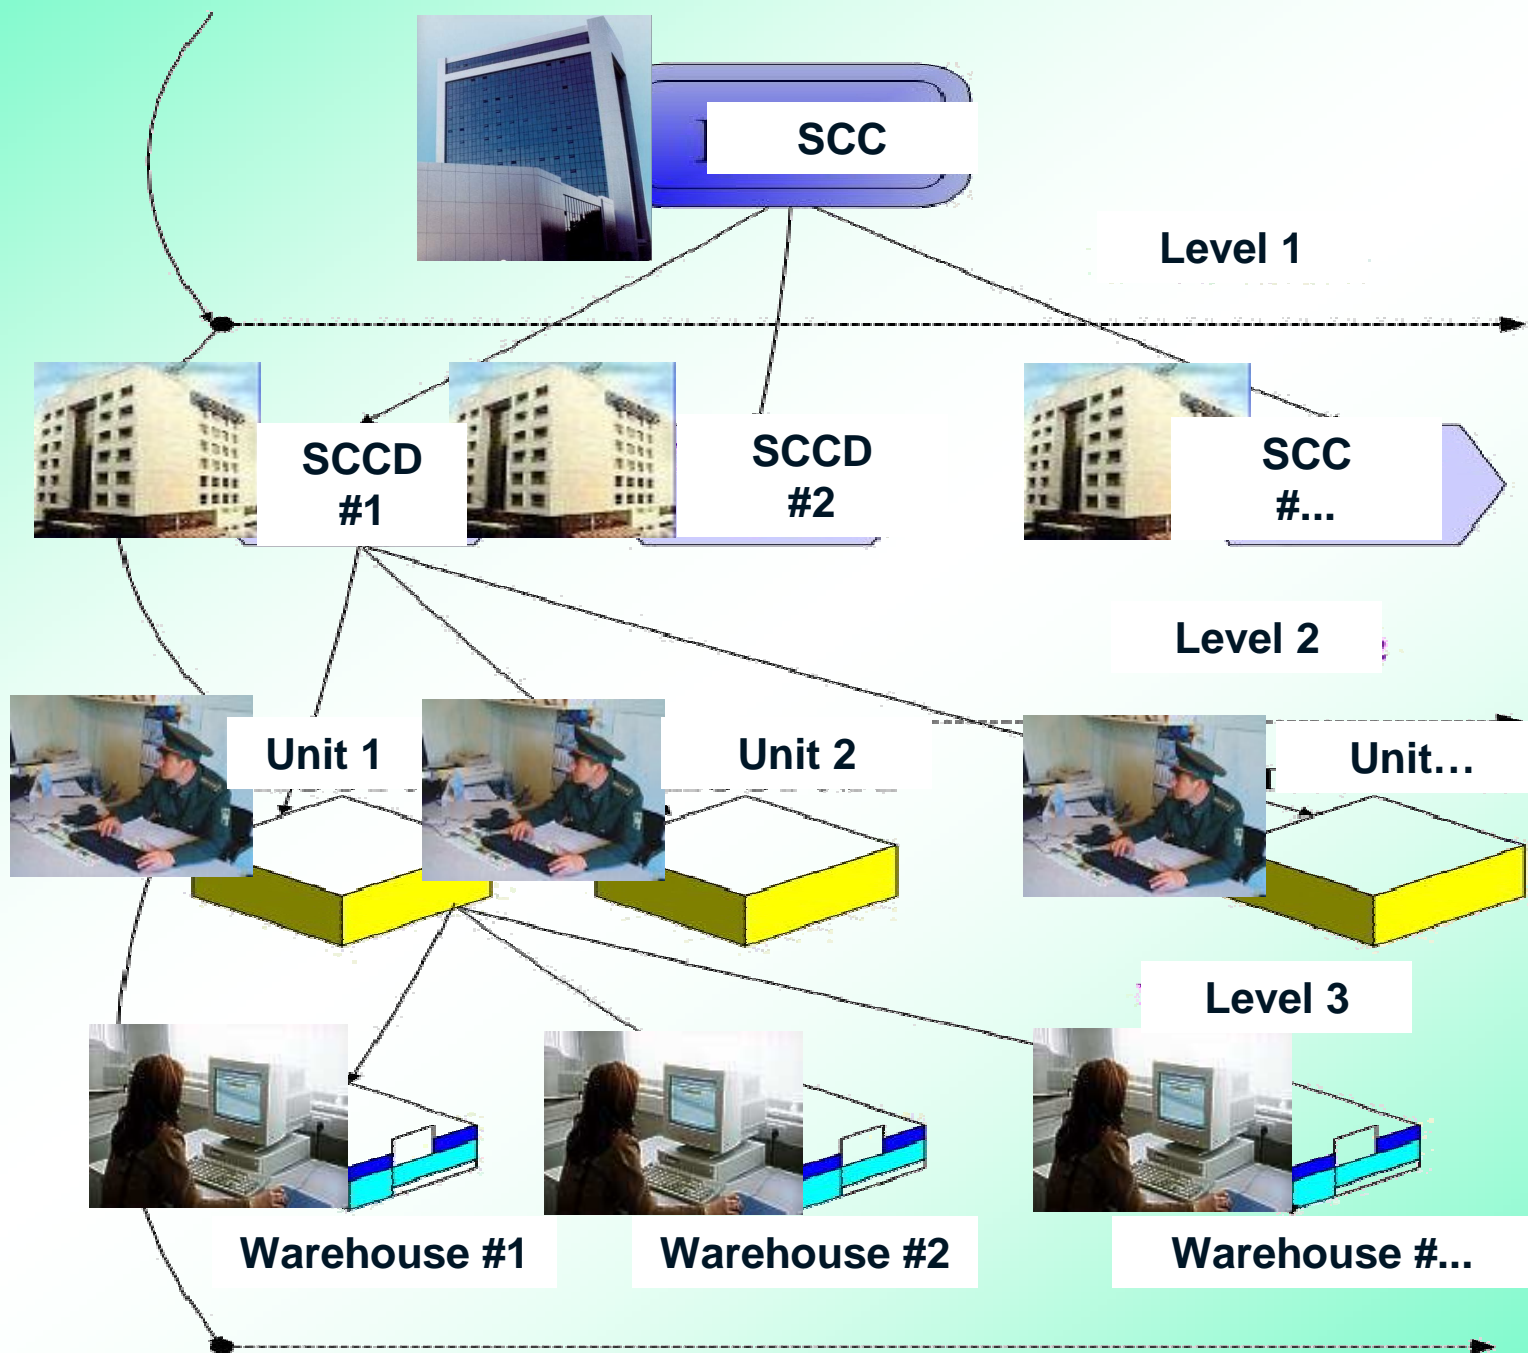 SCC
Level 1
SCCD
#1
SCCD
#2
SCC
#...
Level 2
Unit 1
Unit 2
Unit...
Level 3
Warehouse #1
Warehouse #2
Warehouse #...